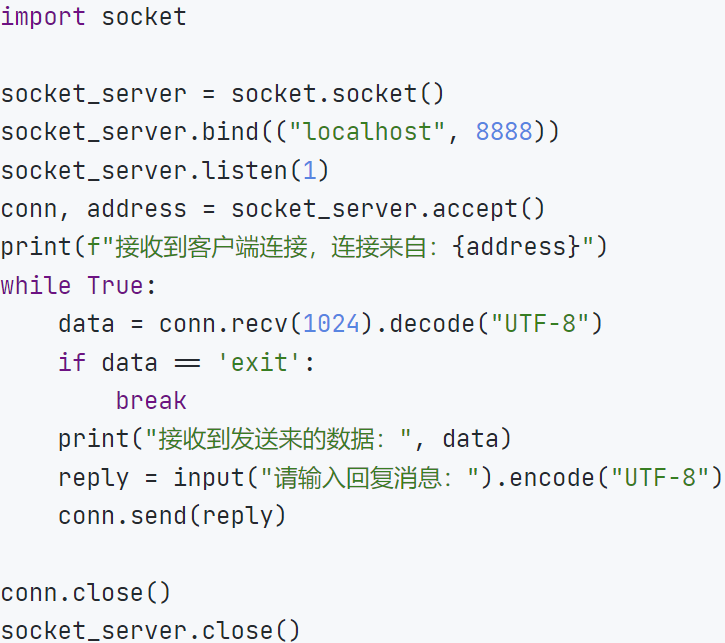 import socket

socket_server = socket.socket()
socket_server.bind(("localhost", 8888))
socket_server.listen(1)
conn, address = socket_server.accept()
print(f"接收到客户端连接，连接来自：{address}")
while True:
    data = conn.recv(1024).decode("UTF-8")
    if data == 'exit':
        break
    print("接收到发送来的数据：", data)
    reply = input("请输入回复消息：").encode("UTF-8")
    conn.send(reply)

conn.close()
socket_server.close()